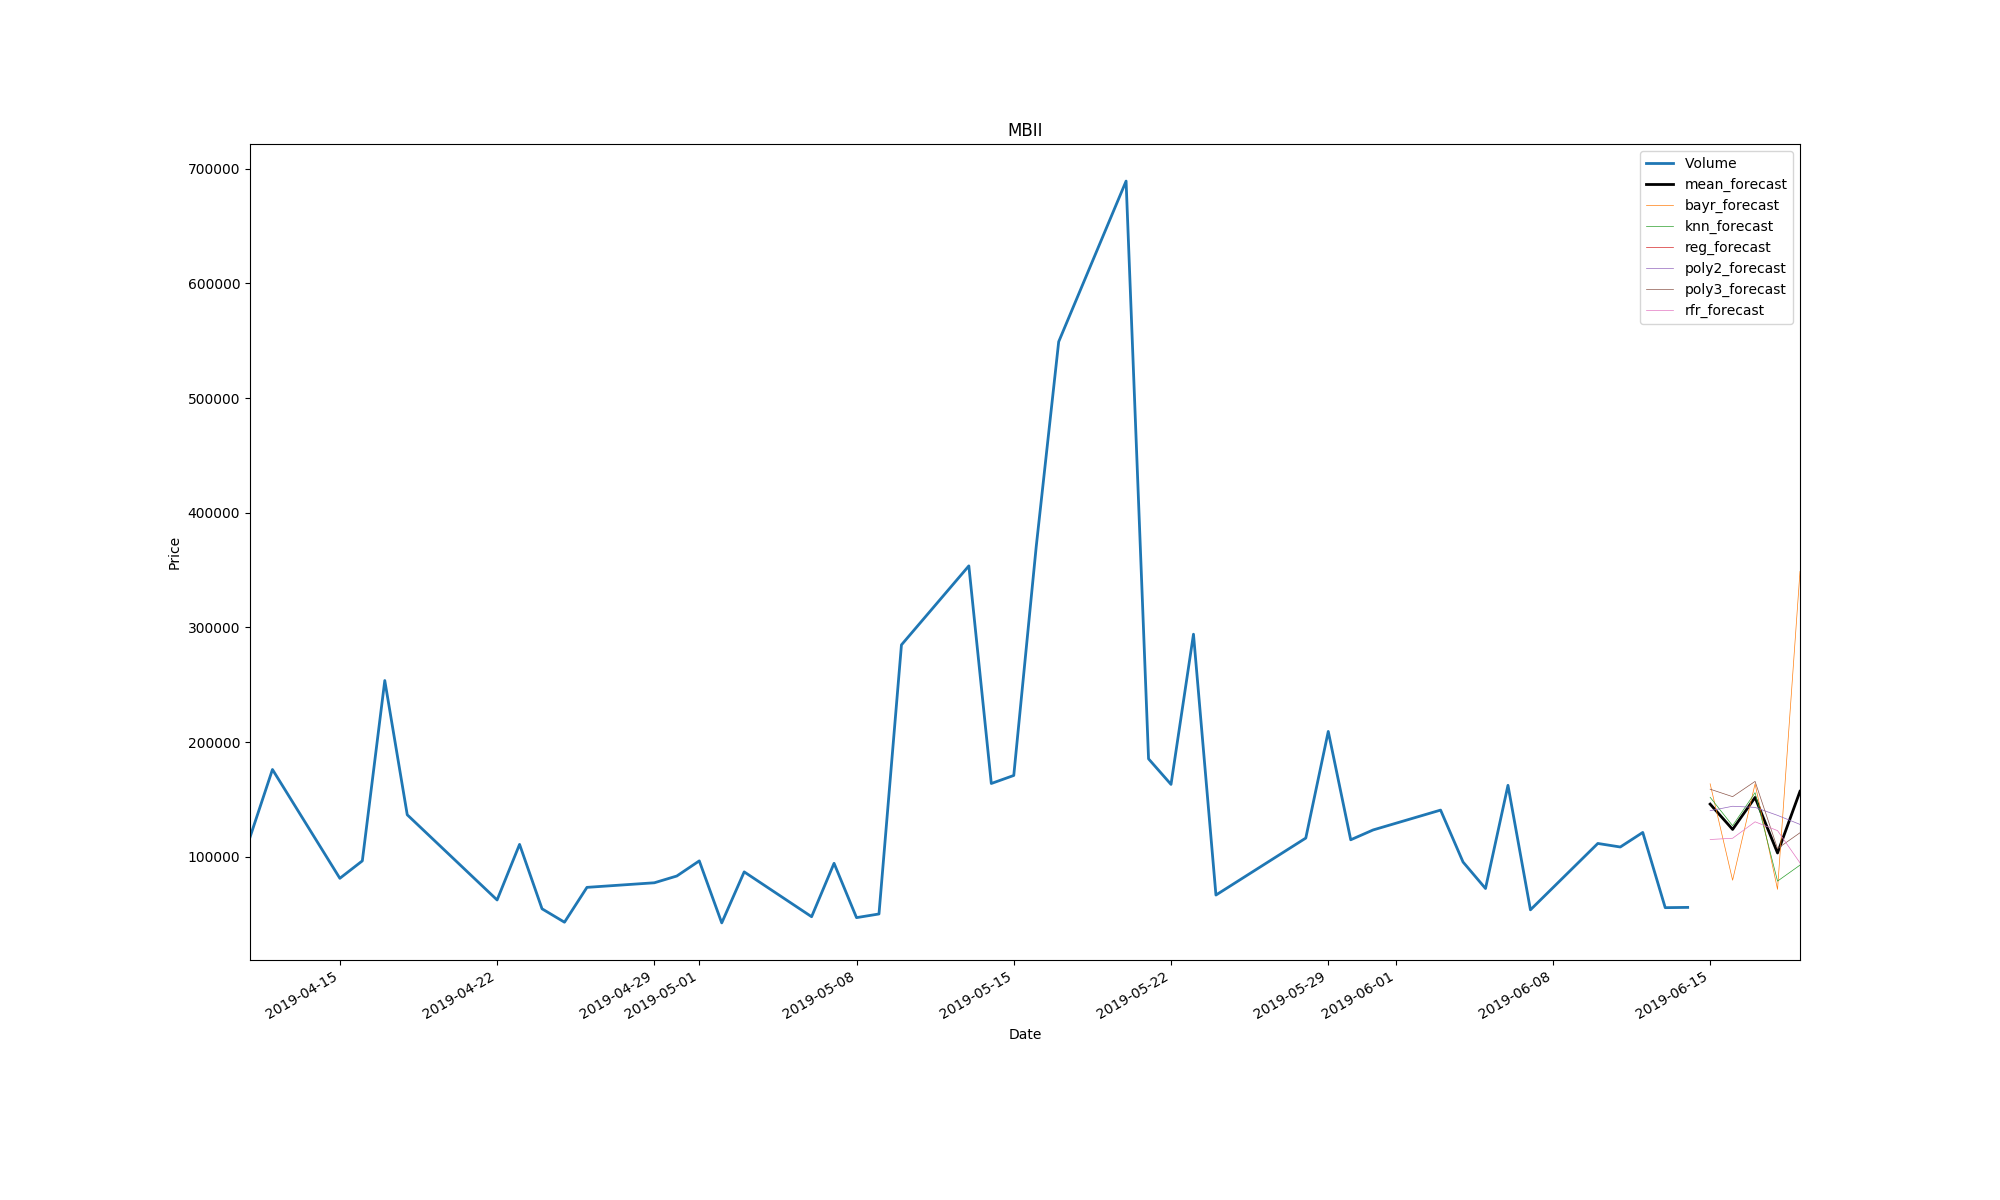 MBII
700000
600000
500000
400000
300000
200000
100000
Price
Volume
mean_forecast
bayr_forecast
knn_forecast
reg_forecast
poly2_forecast
poly3_forecast
rfr_forecast
2019-04-15
2019-04-22
2019-04-29
2019-05-01
2019-05-08
2019-05-15
2019-05-22
2019-05-29
2019-06-01
2019-06-08
2019-06-15
Date